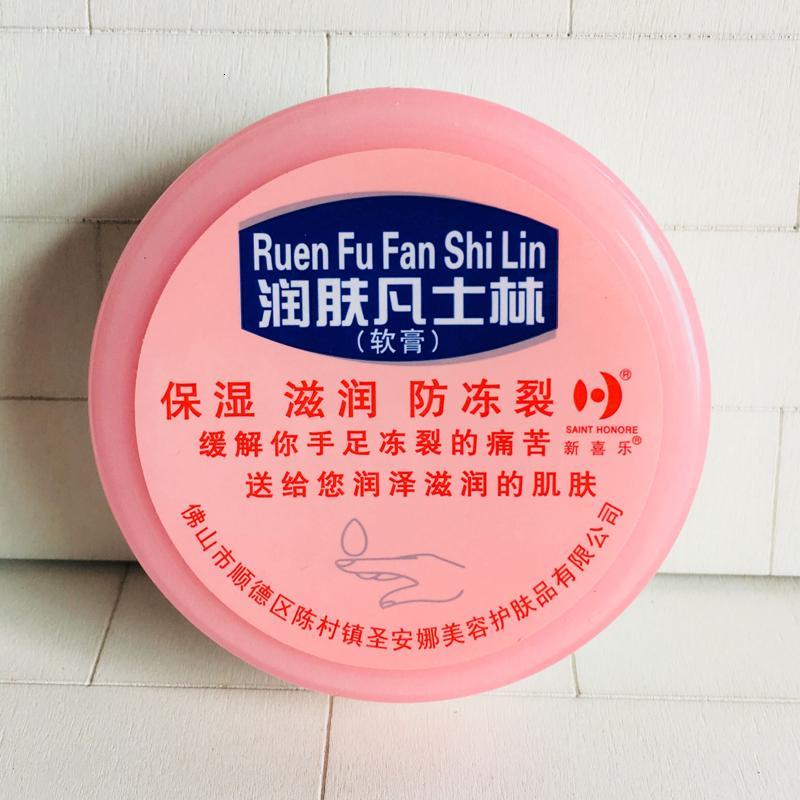 Ruen Fu Fan Shi Lin
润肤凡士林
（软膏）
保湿 滋润 防冻裂
®
SAINT HONORE
新喜乐®
缓解你手足冻裂的痛苦
送给您润泽滋润的肌肤
佛山市顺德区陈村镇圣安娜美容护肤品有限公司